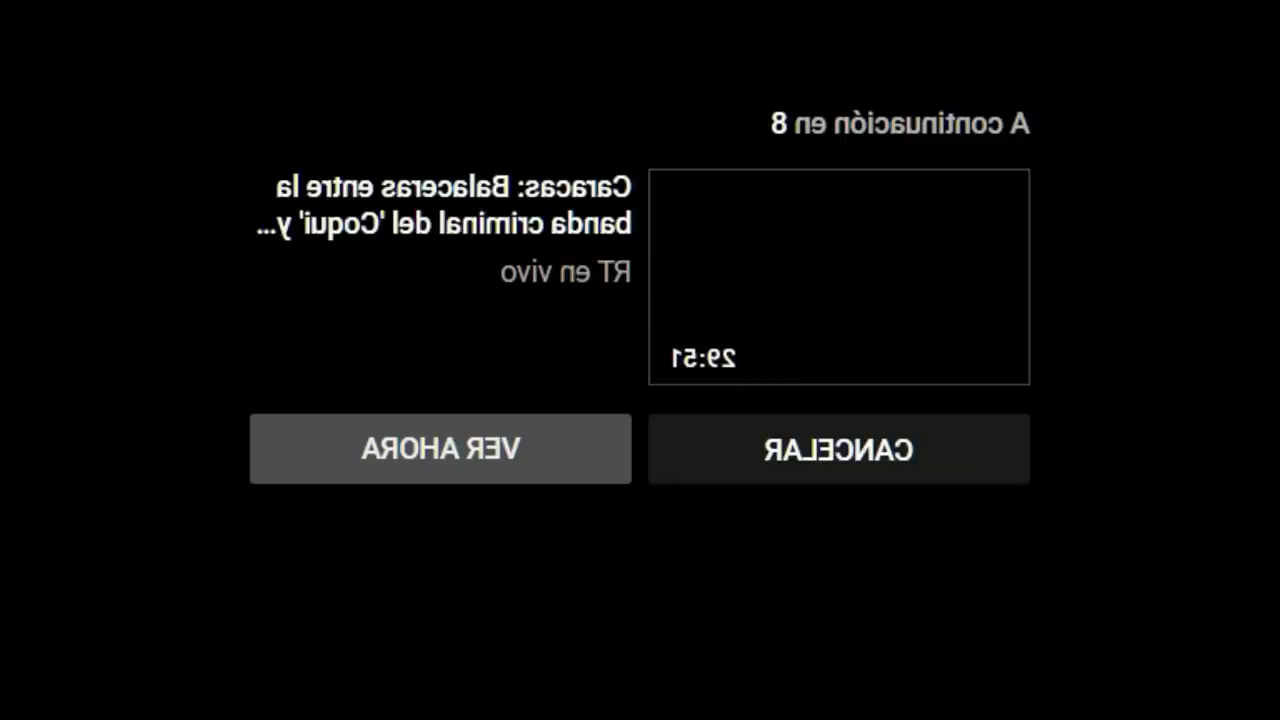 A continuación en 8
Caracas: Balaceras entre la
banda criminal del 'Coqui' y...
RT en vivo
29:51
CANCELAR
VER AHORA